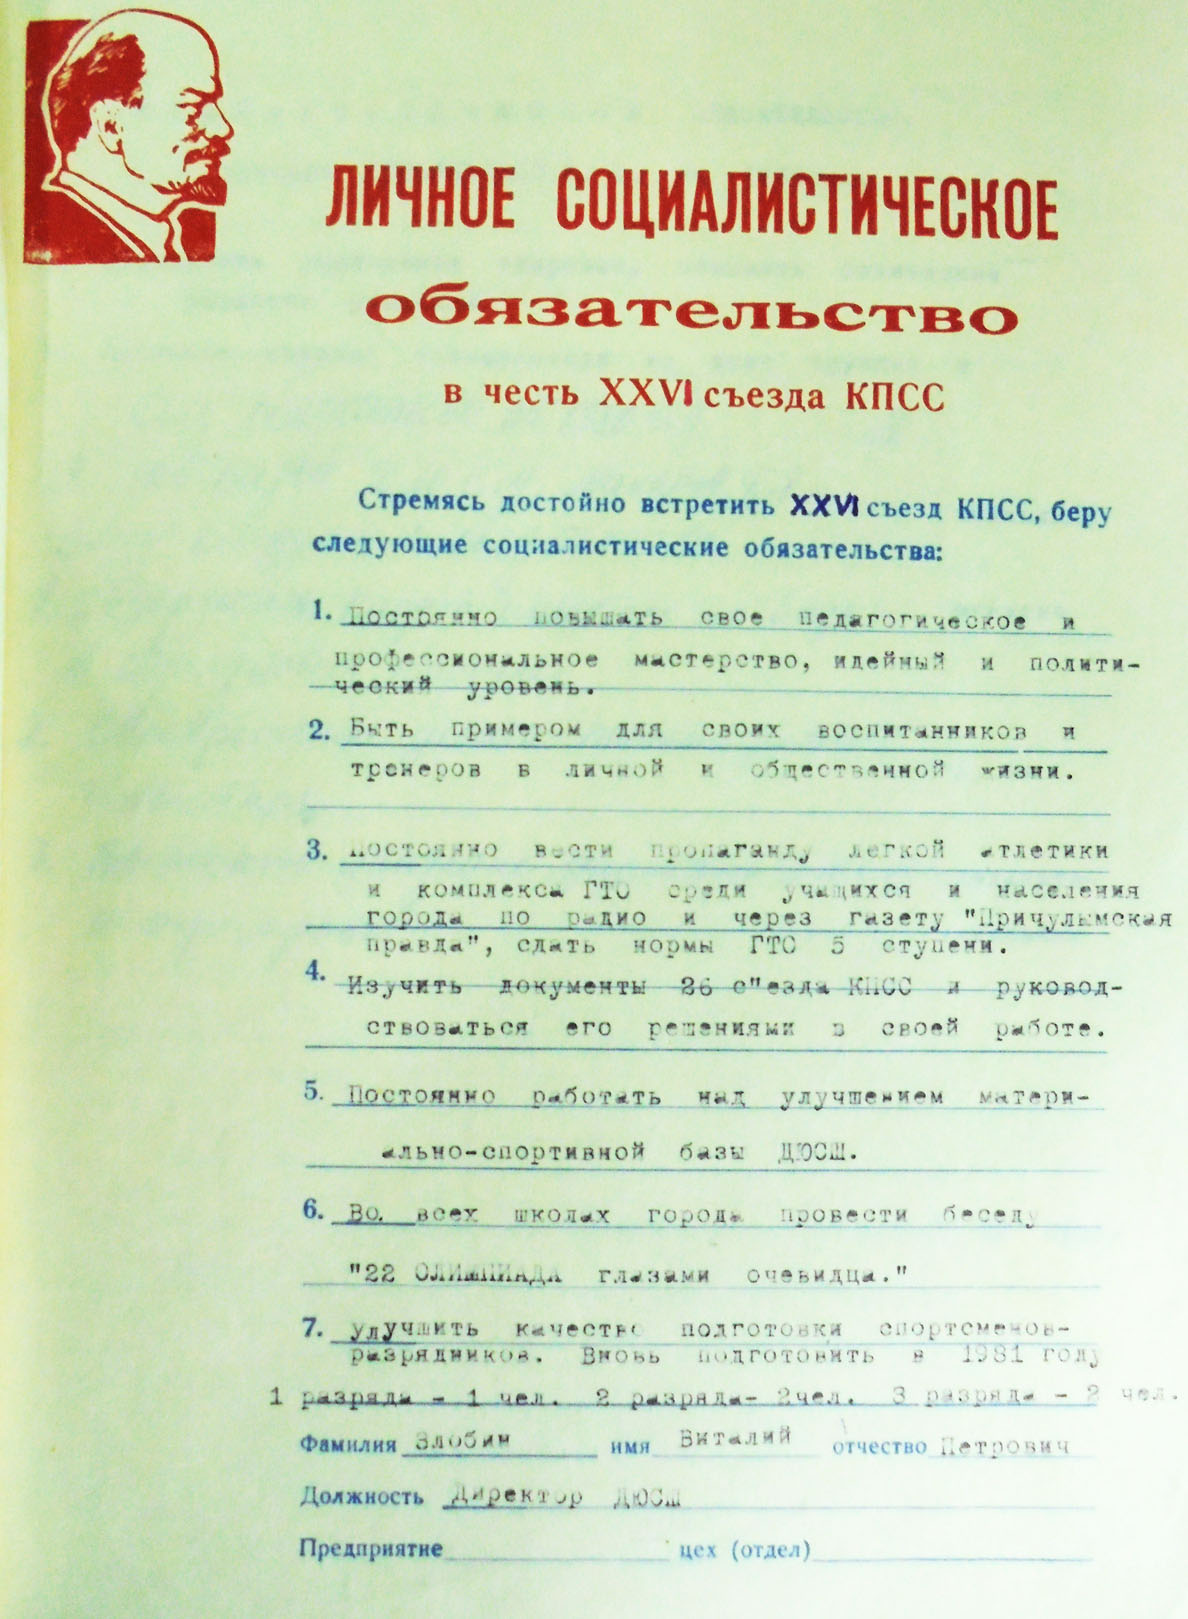 ЛИЧНОЕ СОЦИАЛИСТИЧЕСКОЕ
обязательство
в честь XXVI съезда КПСС
Стремясь достойно встретить XXVI съезд КПСС, беру
следующие социалистические обязательства:
1. Постоянно повышать свое педагогическое и
профессиональное мастерство, идейный и полити-
ческий уровень.
2. Быть примером для своих воспитанников и
тренеров в личной и общественной жизни.
3. Постоянно вести пропаганду легкой атлетики
и комплекса ГТО среди учащихся и населения
города по радио и через газету "Причулымская
правда", сдать нормы ГТО 5 ступени.
4. Изучить документы 26 с"езда КПСС и руковод-
ствоваться его решениями в своей работе.
5. Постоянно работать над улучшением матери-
ально-спортивной базы ДЮСШ.
6. Во всех школах города провести беседу
"22 ОЛИМПИАДА глазами очевидца."
7. улучшить качество подготовки спортсменов-
разрядников. Вновь подготовить в 1981 году
1 разряда - 1 чел. 2 разряда- 2чел. 3 разряда - 2 чел.
Фамилия Злобин имя Виталий отчество Петрович
Должность Директор ДЮСШ
Предприятие цех (отдел)